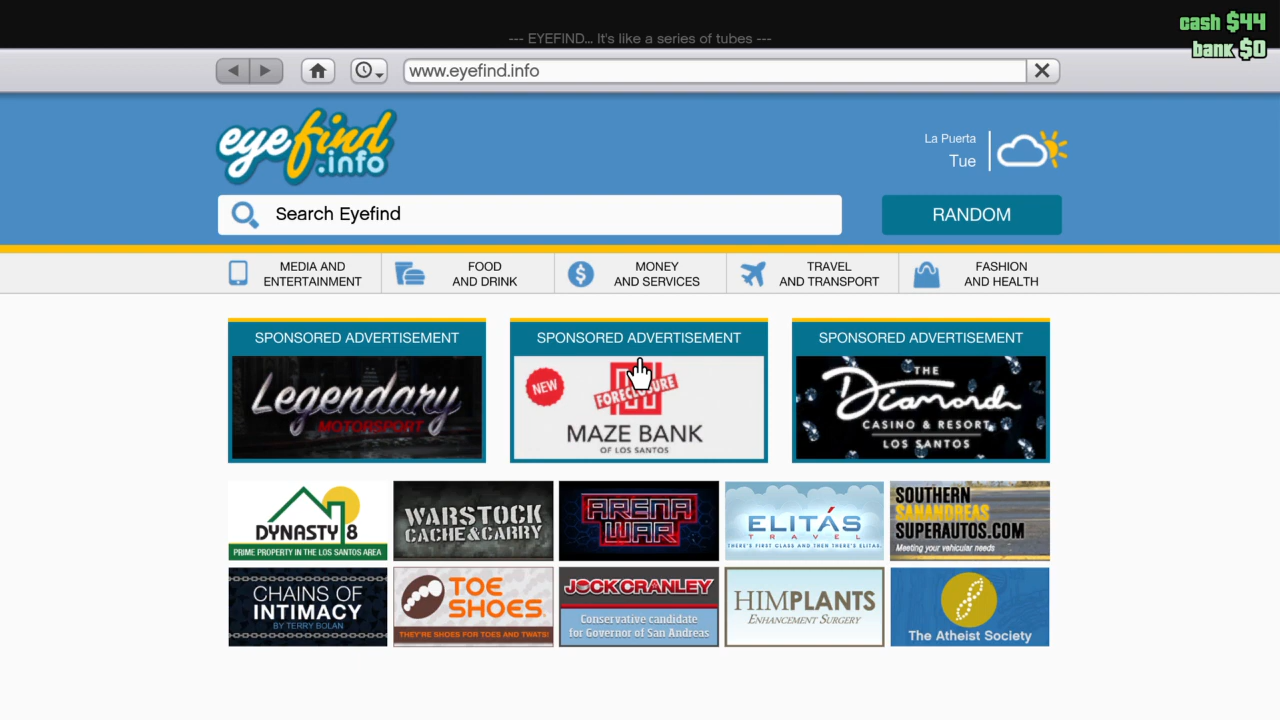 cash $44
--- EYEFIND... It's like a series of tubes ---
bank $0
www.eyefind.info
eyefind
.info
La Puerta
Tue
Search Eyefind
RANDOM
MEDIA AND
ENTERTAINMENT
FOOD
AND DRINK
MONEY
AND SERVICES
TRAVEL
AND TRANSPORT
FASHION
AND HEALTH
SPONSORED ADVERTISEMENT
Legendary
MOTORSPORT
SPONSORED ADVERTISEMENT
NEW
FORECLOSURE
MAZE BANK
OF LOS SANTOS
SPONSORED ADVERTISEMENT
THE
Diamond
CASINO & RESORT
LOS SANTOS
DYNASTY 8
PRIME PROPERTY IN THE LOS SANTOS AREA
WARSTOCK
CACHE & CARRY
ARENA
WAR
ELITÁS
TRAVEL
THERE'S FIRST CLASS AND THEN THERE'S ELITAS.
SOUTHERN
SANANDREAS
SUPERAUTOS.COM
Meeting your vehicular needs
CHAINS OF
INTIMACY
BY TERRY BOLAN
TOE
SHOES
THEY'RE SHOES FOR TOES AND TWATS!
JOCK CRANLEY
Conservative candidate
for Governor of San Andreas
HIMPLANTS
ENHANCEMENT SURGERY
The Atheist Society